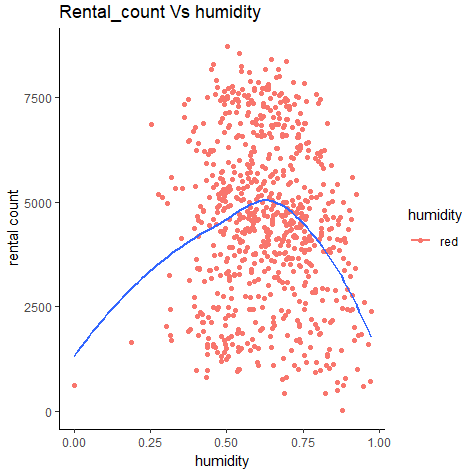 Rental_count Vs humidity
rental count
7500
5000
2500
0
0.00 0.25 0.50 0.75 1.00
humidity
humidity
red